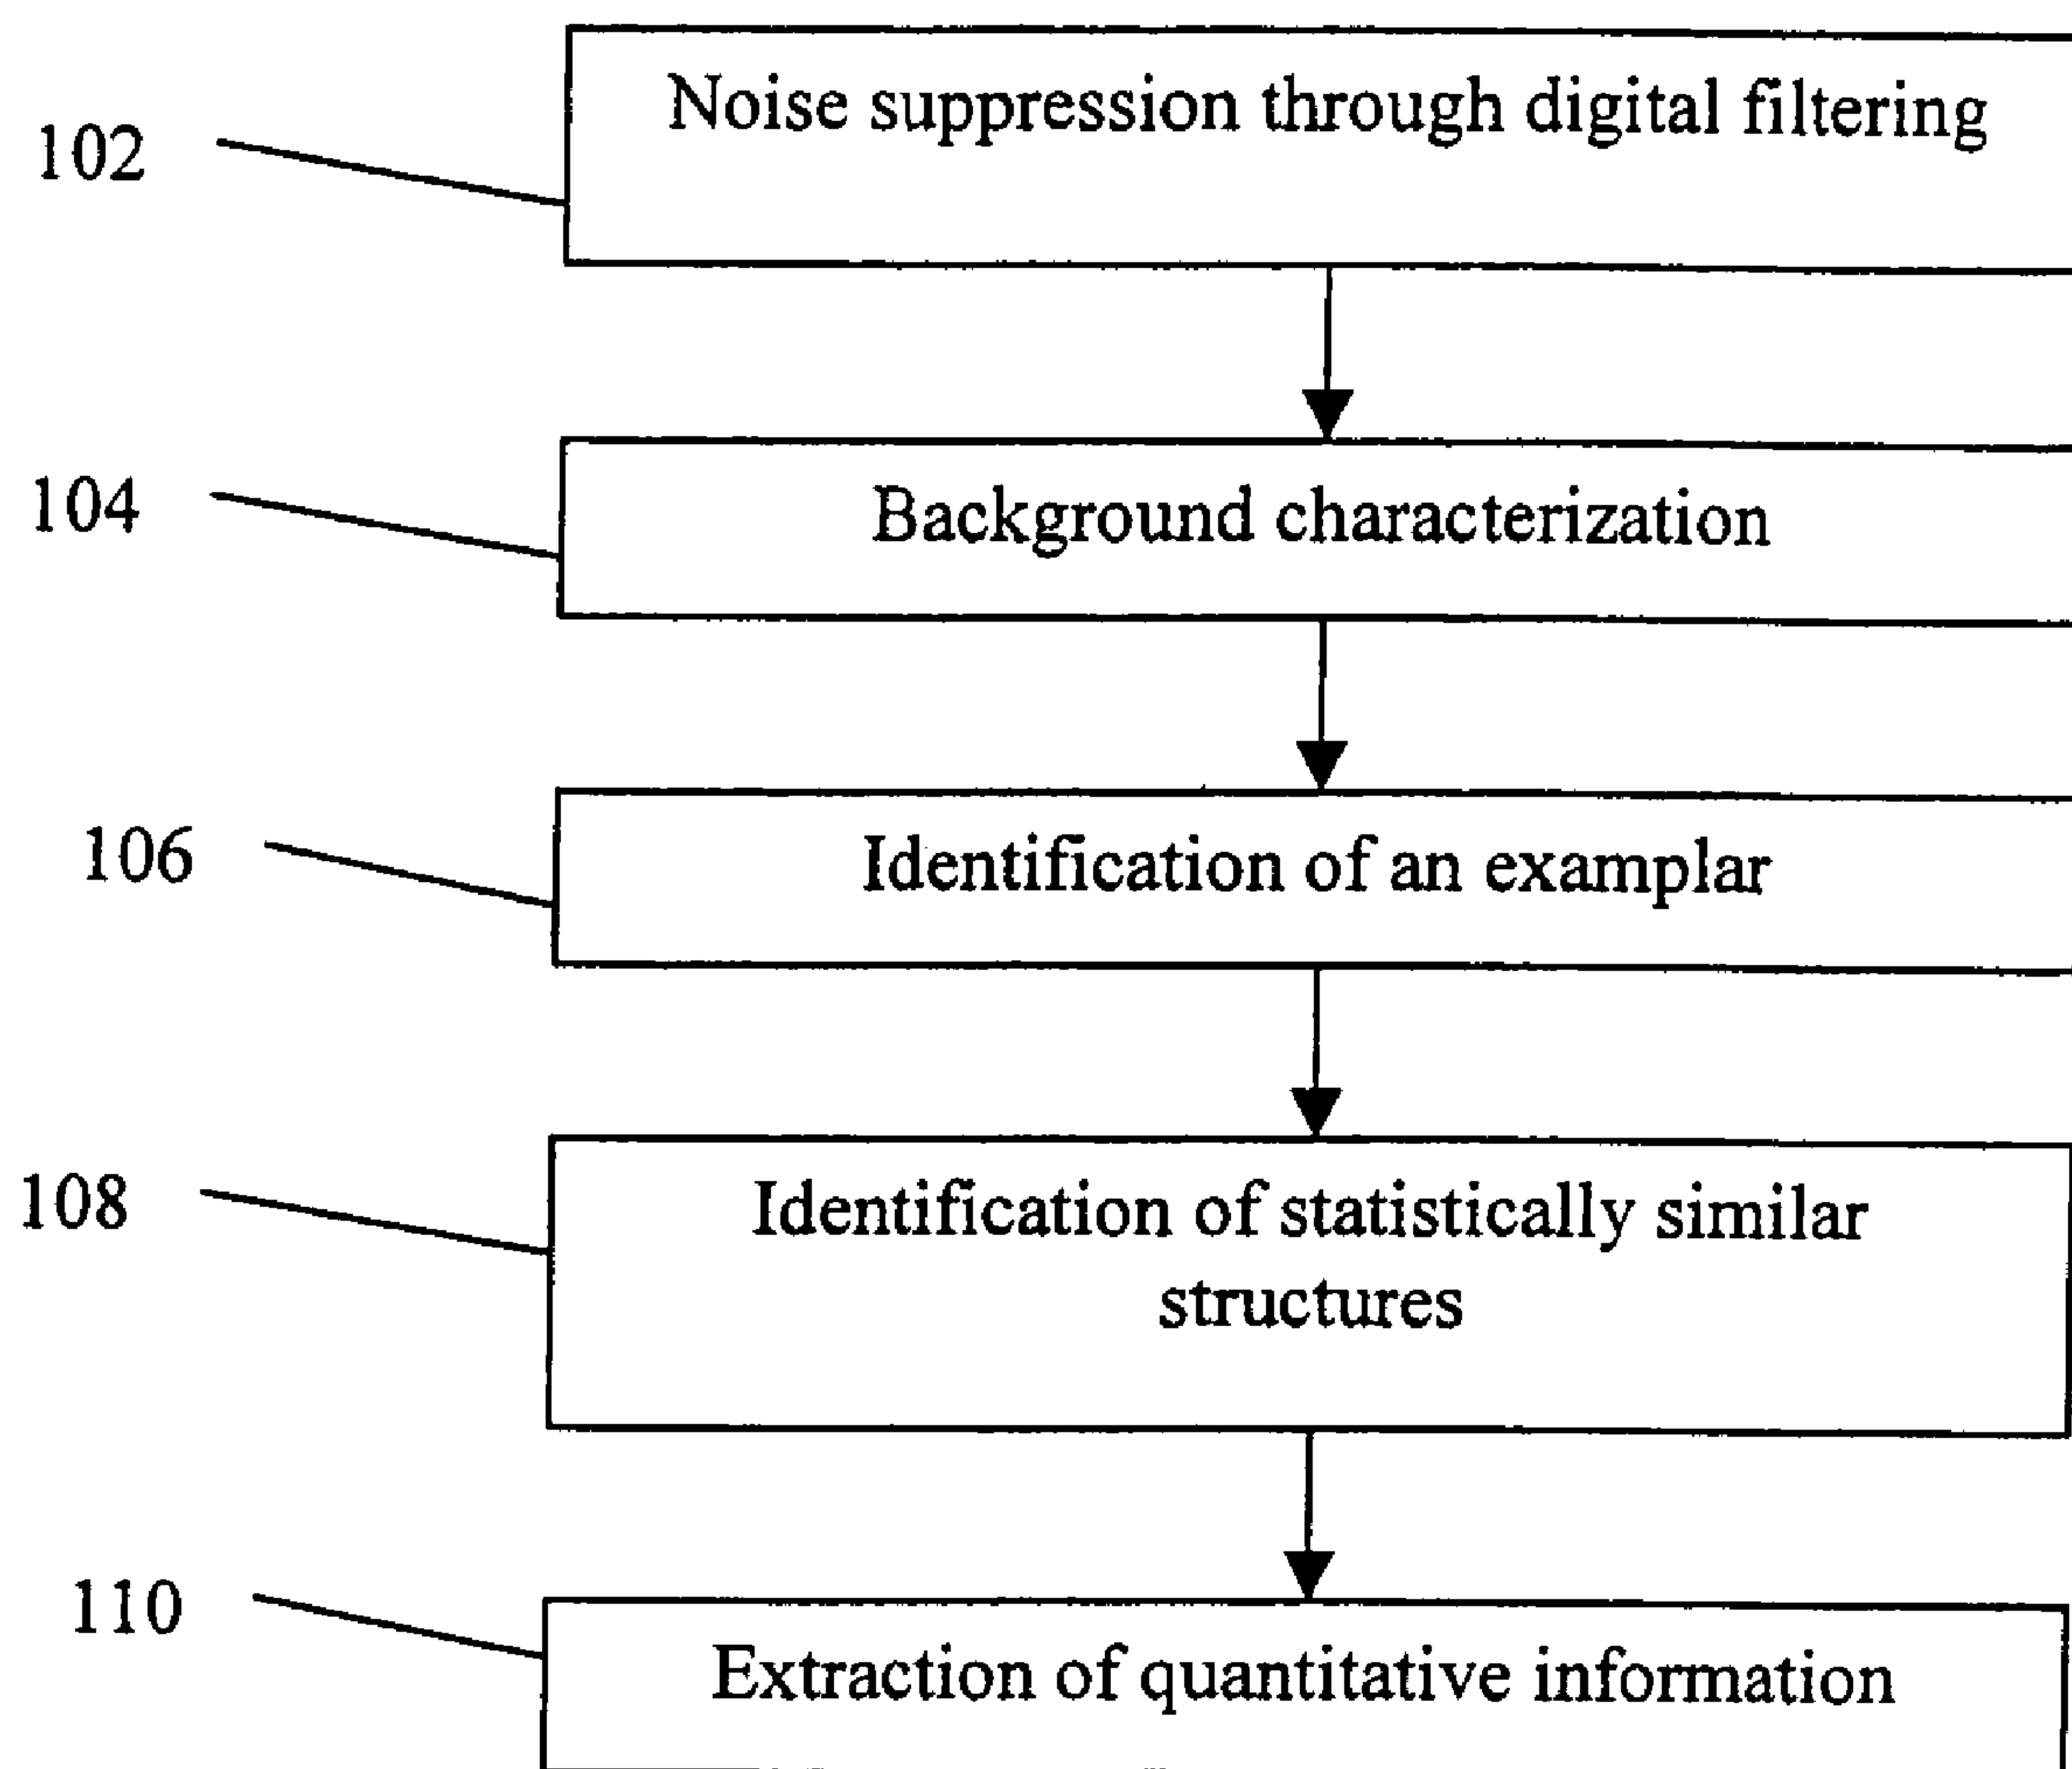 102
Noise suppression through digital filtering
104
Background characterization
106
Identification of an examplar
108
Identification of statistically similar
structures
110
Extraction of quantitative information